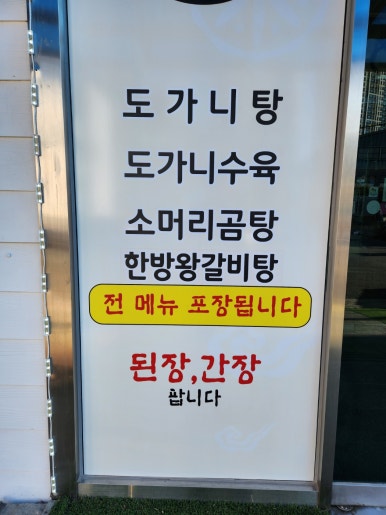 도가니탕
도가니수육
소머리곰탕
한방왕갈비탕
전 메뉴 포장됩니다
된장,간장
팝니다